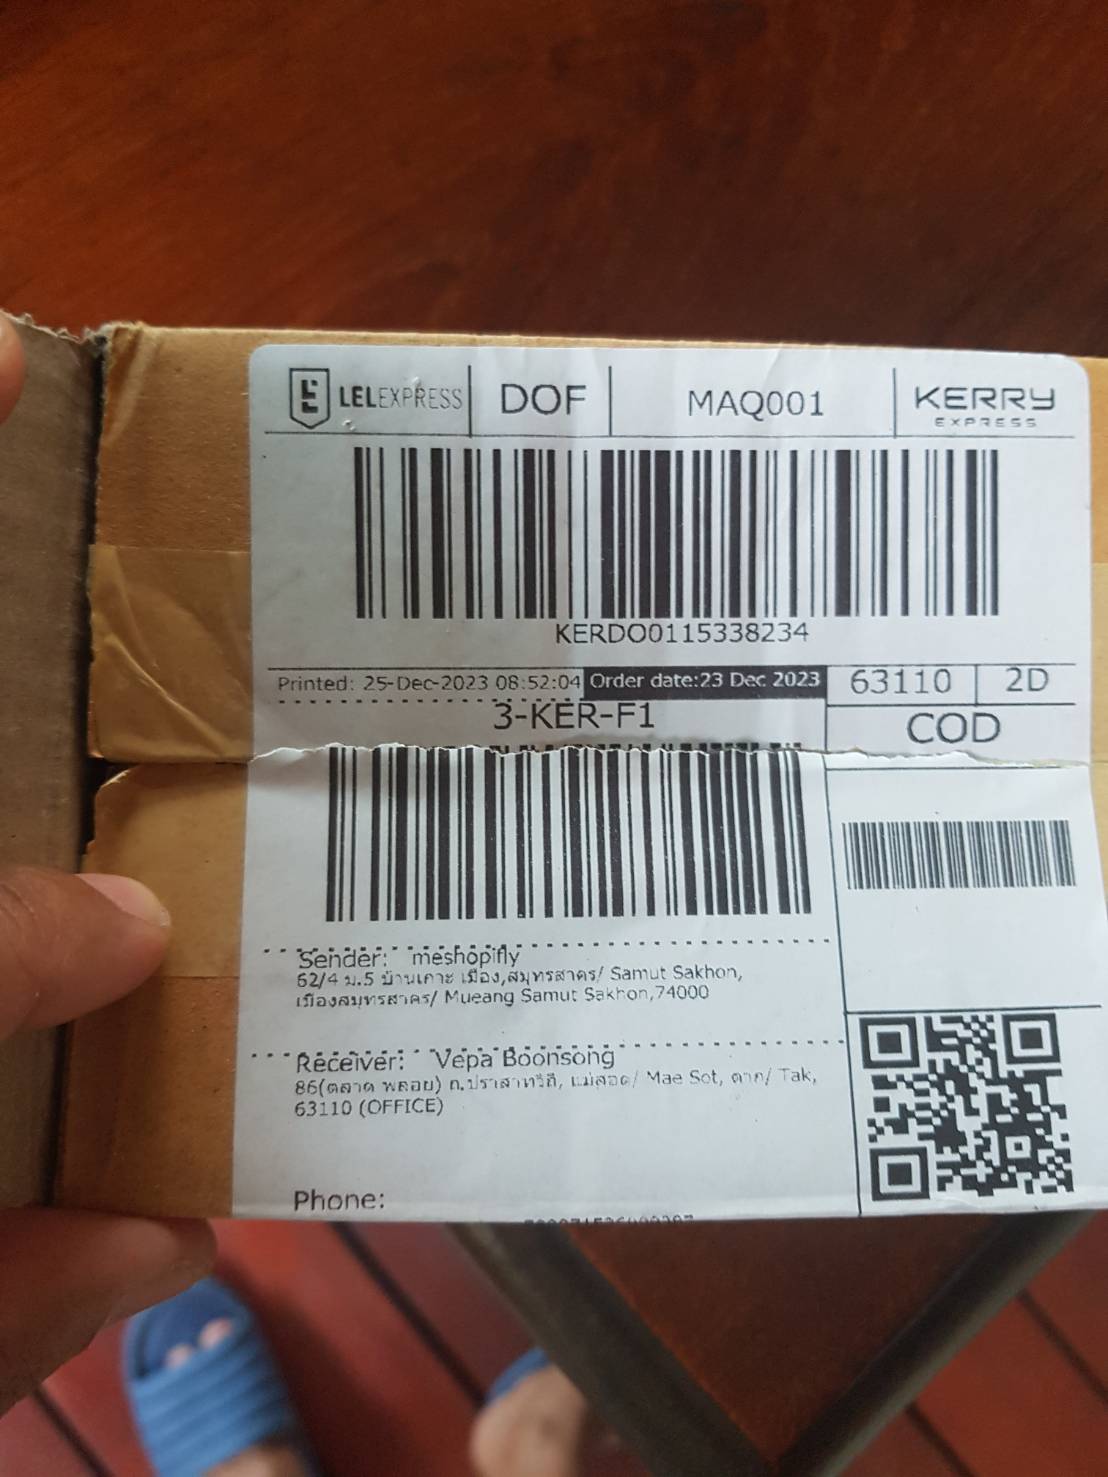 LELEXPRESS DOF MAQ001 KERRY
EXPRESS
KERDO0115338234
Printed: 25-Dec-2023 08:52:04 Order date:23 Dec 2023 63110 2D
3-KER-F1 COD
Sender: meshopifly
62/4 ม.5 บ้านเกาะ เมือง,สมุทรสาคร/ Samut Sakhon,
เมืองสมุทรสาคร/ Mueang Samut Sakhon,74000
Receiver: Vepa Boonsong
86(ตลาด พลอย) ถ.ปราสาทวิถี, แม่สอด/ Mae Sot, ตาก/ Tak,
63110 (OFFICE)
Phone: